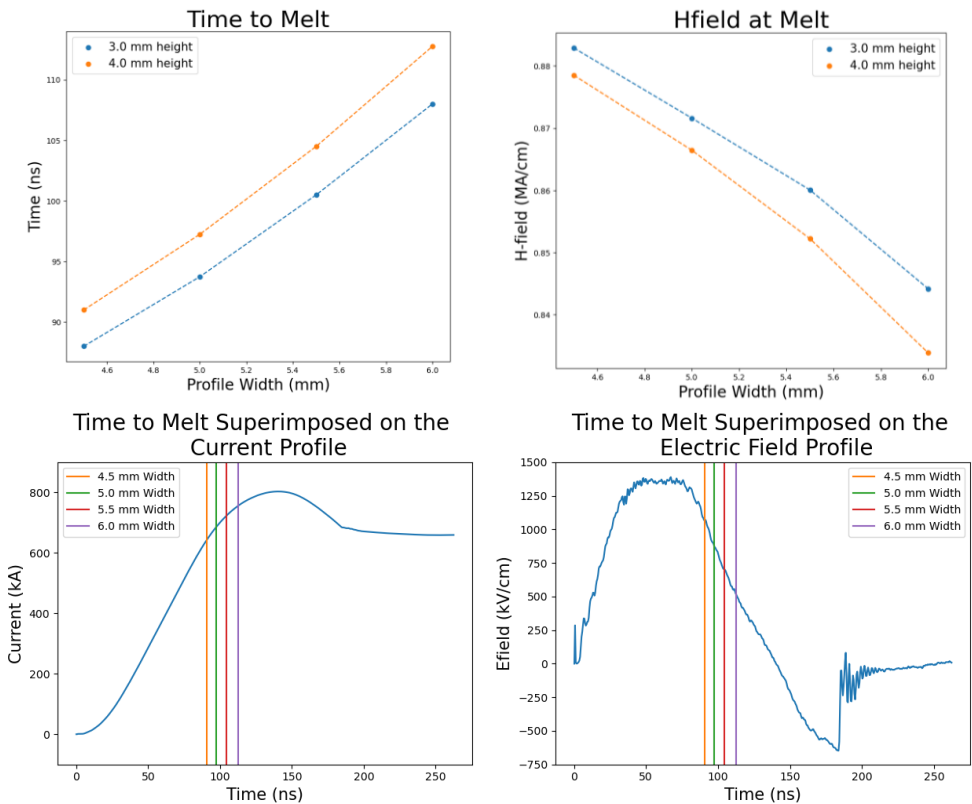 Time to Melt
3.0 mm height
4.0 mm height
110
105
100
95
90
Time (ns)
4.6 4.8 5.0 5.2 5.4 5.6 5.8 6.0
Profile Width (mm)
Hfield at Melt
3.0 mm height
4.0 mm height
0.88
0.87
0.86
0.85
0.84
H-field (MA/cm)
4.6 4.8 5.0 5.2 5.4 5.6 5.8 6.0
Profile Width (mm)
Time to Melt Superimposed on the
Current Profile
4.5 mm Width
5.0 mm Width
5.5 mm Width
6.0 mm Width
800
600
400
200
0
Current (kA)
0 50 100 150 200 250
Time (ns)
Time to Melt Superimposed on the
Electric Field Profile
4.5 mm Width
5.0 mm Width
5.5 mm Width
6.0 mm Width
1500
1250
1000
750
500
250
0
−250
−500
−750
Efield (kV/cm)
0 50 100 150 200 250
Time (ns)